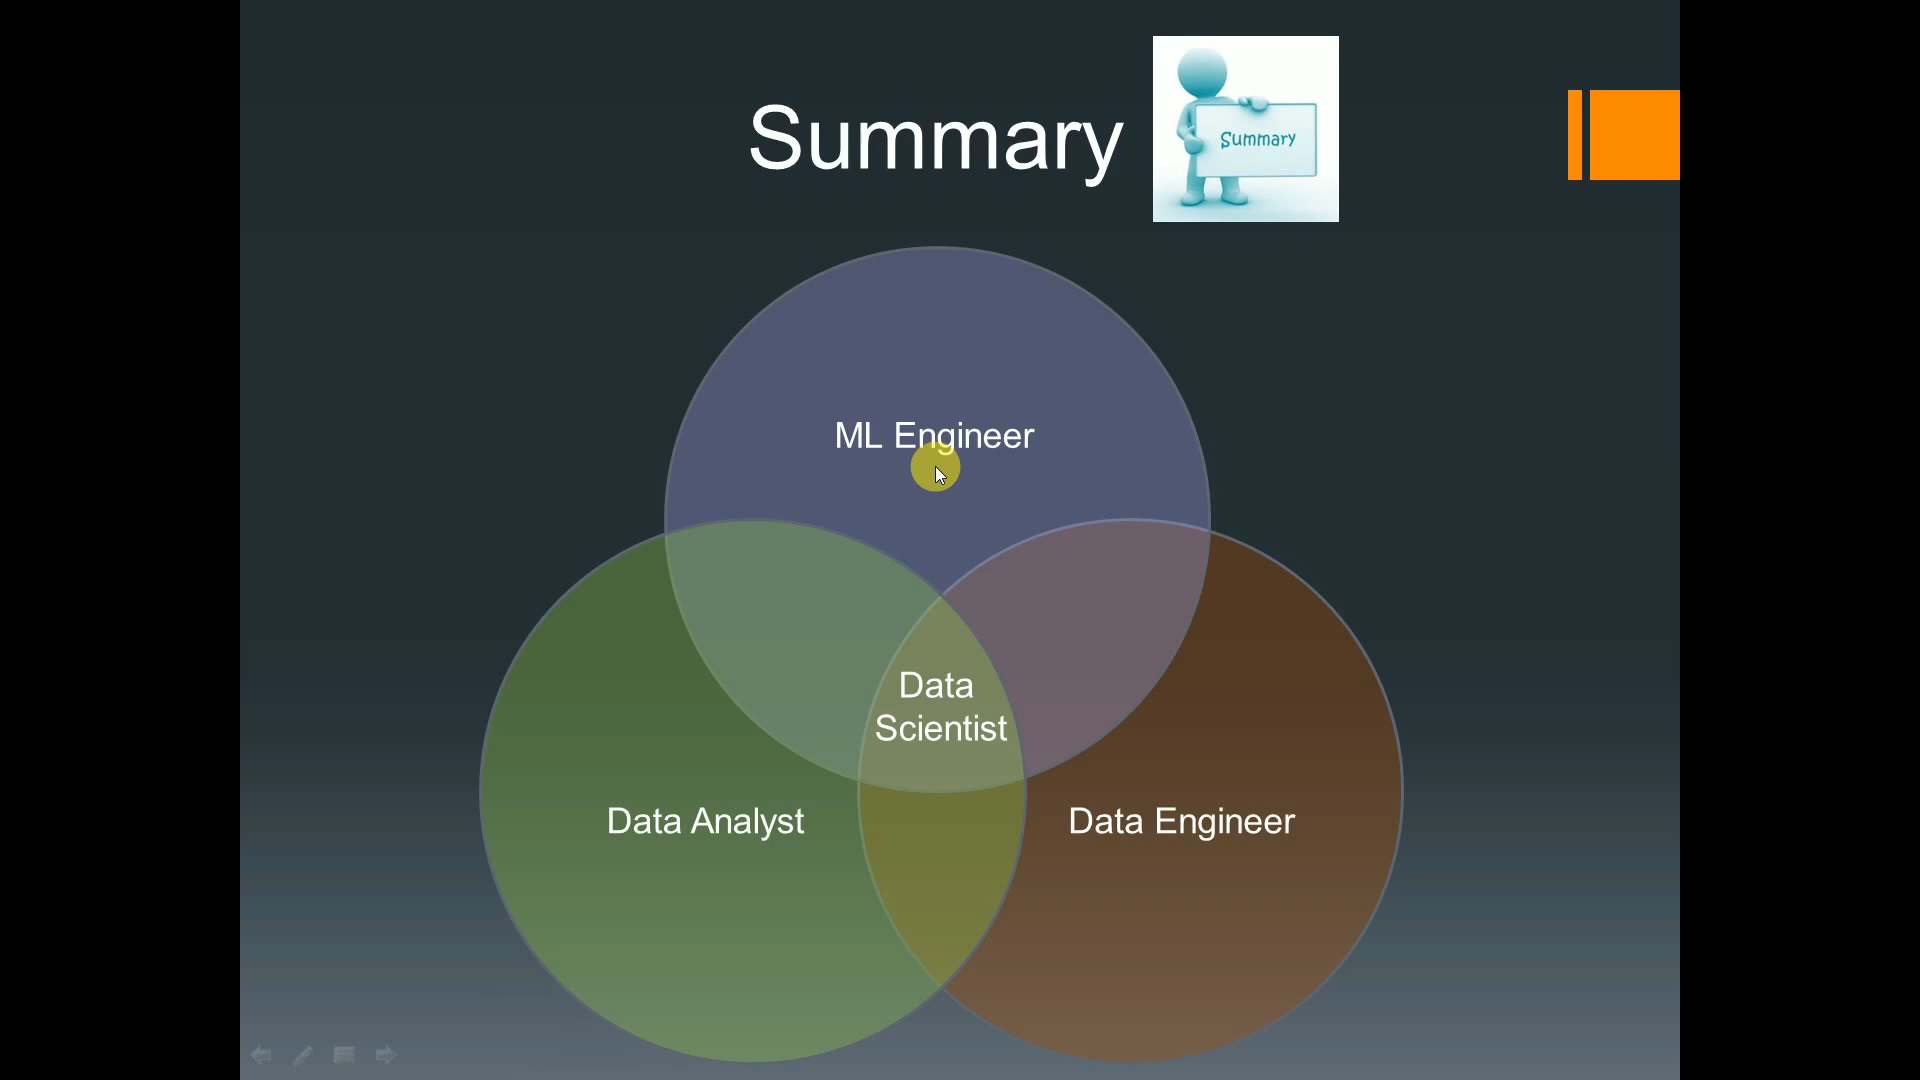 Summary
Summary
ML Engineer
Data
Scientist
Data Analyst
Data Engineer